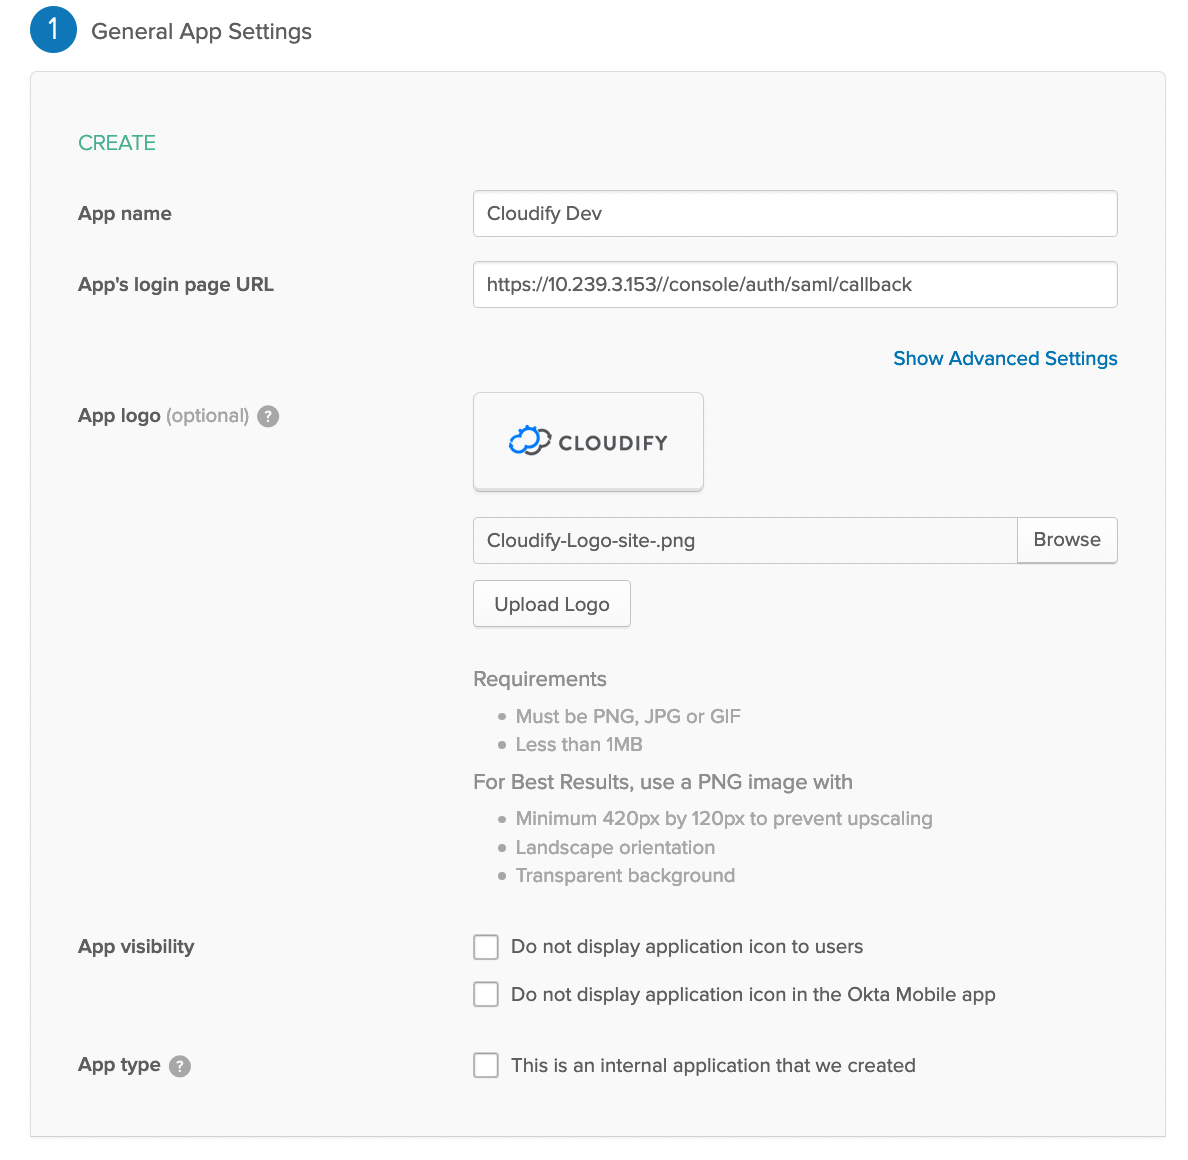 1 General App Settings
CREATE
App name Cloudify Dev
App's login page URL https://10.239.3.153//console/auth/saml/callback
Show Advanced Settings
App logo (optional) ?
CLOUDIFY
Cloudify-Logo-site-.png Browse
Upload Logo
Requirements
• Must be PNG, JPG or GIF
• Less than 1MB
For Best Results, use a PNG image with
• Minimum 420px by 120px to prevent upscaling
• Landscape orientation
• Transparent background
App visibility Do not display application icon to users
Do not display application icon in the Okta Mobile app
App type ? This is an internal application that we created